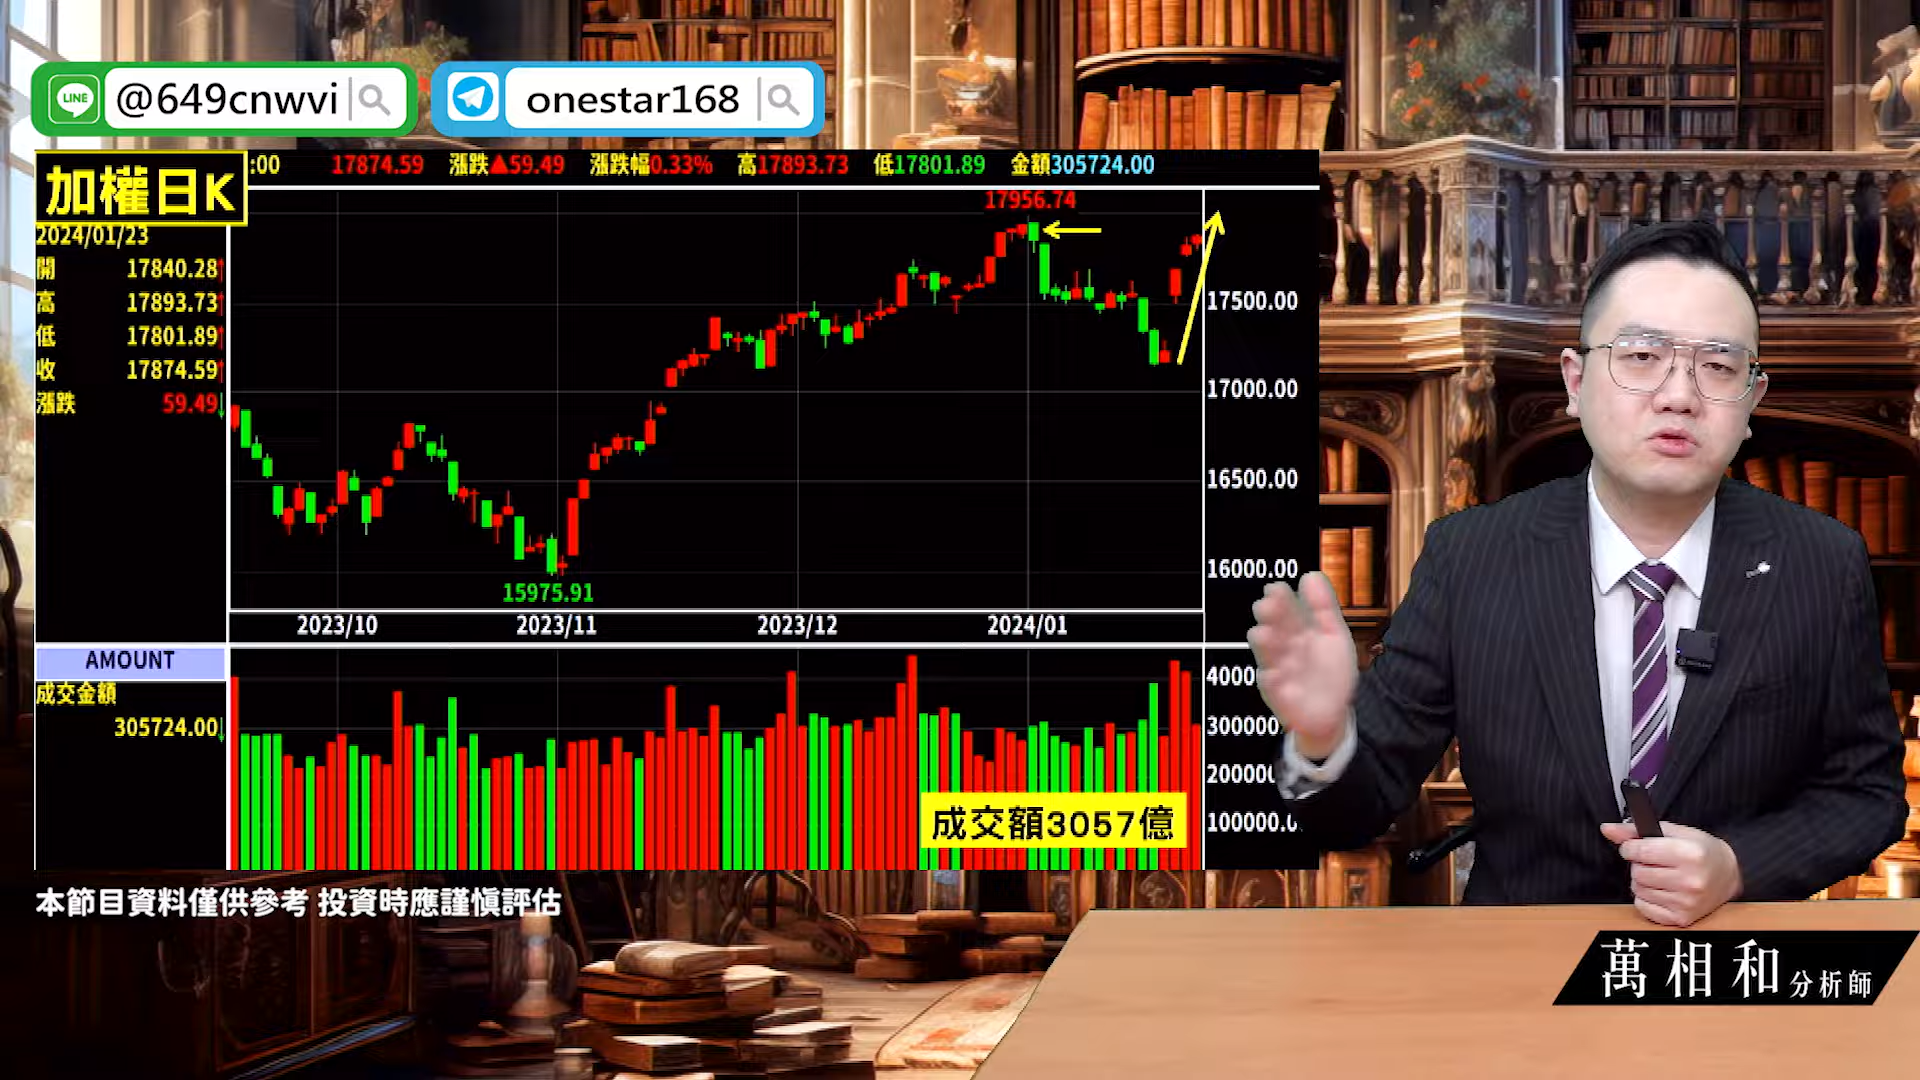 LINE @649cnwvi
onestar168
加權日K
:00 17874.59 漲跌▲59.49 漲跌幅0.33% 高17893.73 低17801.89 金額305724.00
2024/01/23
開 17840.28↑
高 17893.73↑
低 17801.89↑
收 17874.59↑
漲跌 59.49↓
17956.74
15975.91
17500.00
17000.00
16500.00
16000.00
2023/10 2023/11 2023/12 2024/01
AMOUNT
成交金額
305724.00↓
成交額3057億
本節目資料僅供參考 投資時應謹慎評估
萬相和 分析師